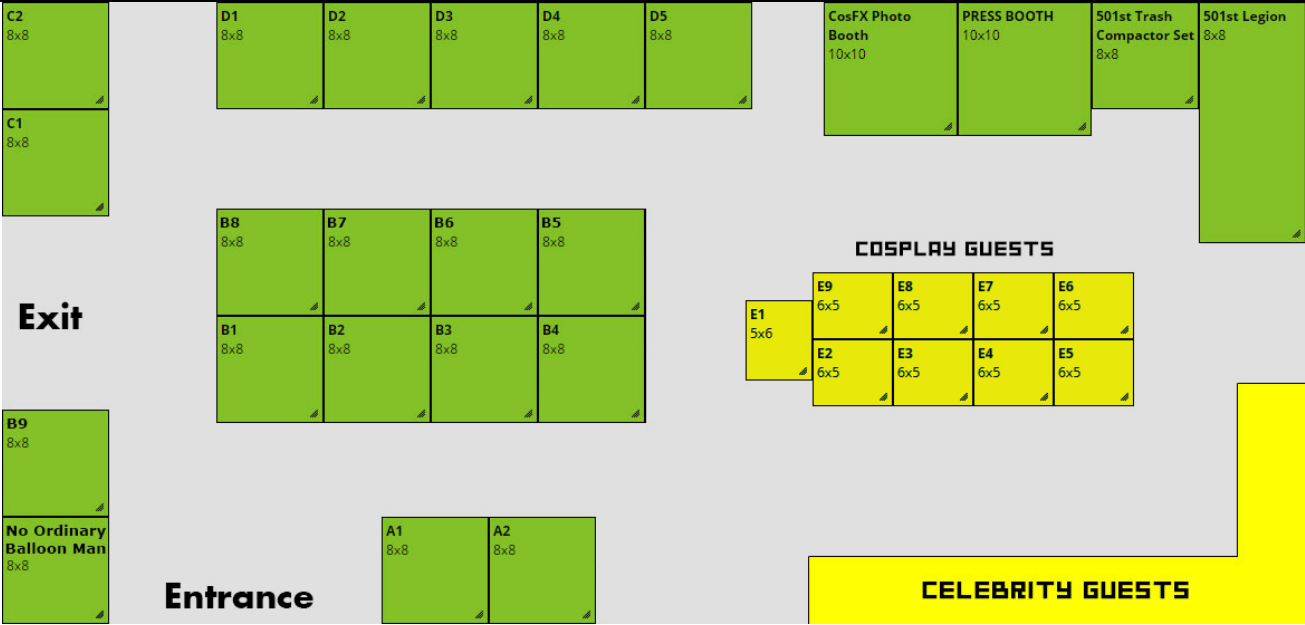 C2
8x8
D1
8x8
D2
8x8
D3
8x8
D4
8x8
D5
8x8
CosFX Photo
Booth
10x10
PRESS BOOTH
10x10
501st Trash
Compactor Set
8x8
501st Legion
8x8
C1
8x8
B8
8x8
B7
8x8
B6
8x8
B5
8x8
COSPLAY GUESTS
Exit
E9
6x5
E8
6x5
E7
6x5
E6
6x5
E1
5x6
B1
8x8
B2
8x8
B3
8x8
B4
8x8
E2
6x5
E3
6x5
E4
6x5
E5
6x5
B9
8x8
No Ordinary
Balloon Man
8x8
A1
8x8
A2
8x8
Entrance
CELEBRITY GUESTS